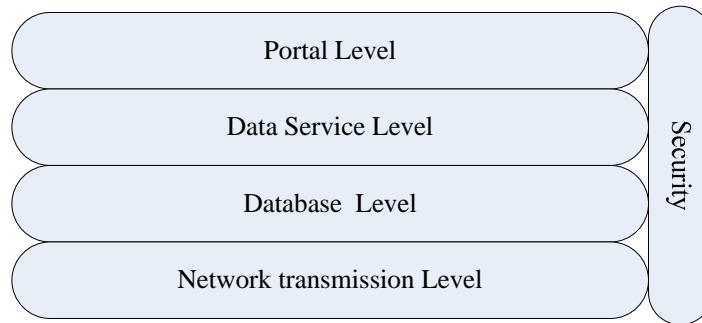 Portal Level
Data Service Level
Database Level
Network transmission Level
Security